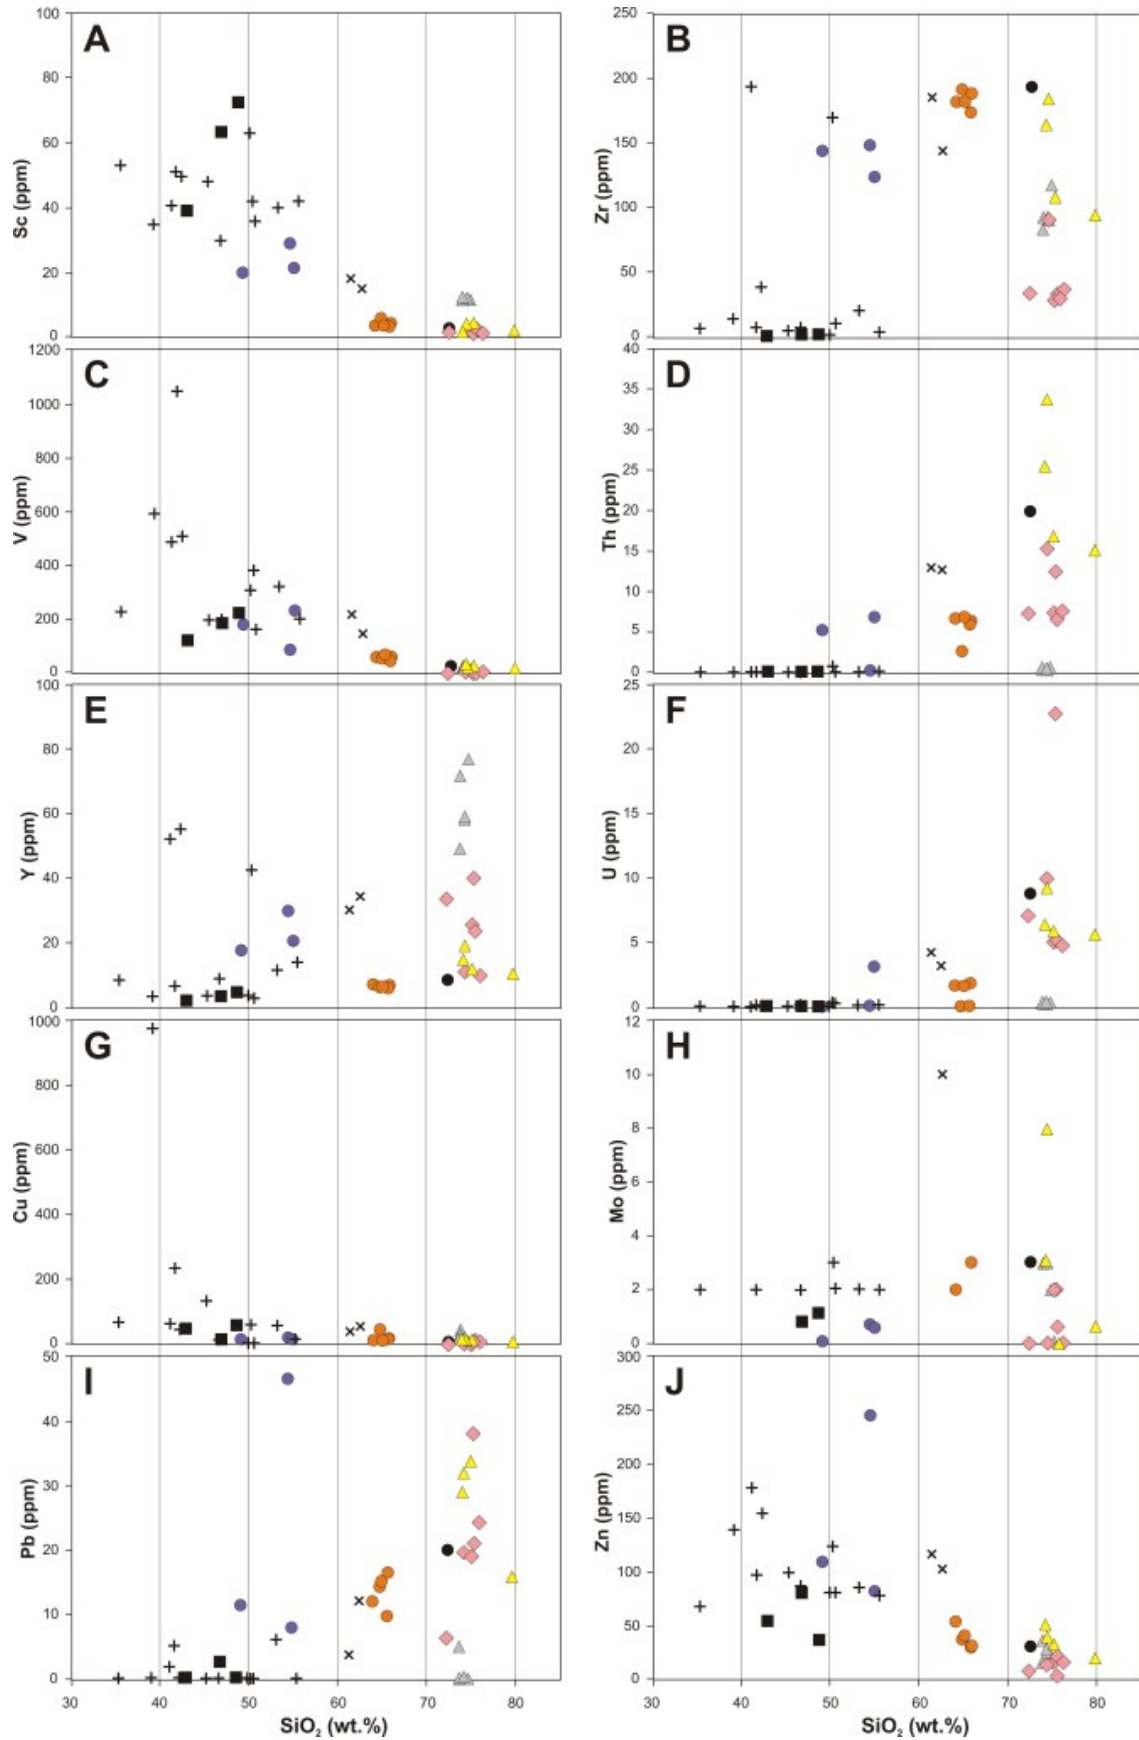 A
B
100
80
60
40
20
0
Sc (ppm)
250
200
150
100
50
0
Zr (ppm)
C
D
1200
1000
800
600
400
200
0
V (ppm)
40
35
30
25
20
15
10
5
0
Th (ppm)
E
F
100
80
60
40
20
0
Y (ppm)
25
20
15
10
5
0
U (ppm)
G
H
1000
800
600
400
200
0
Cu (ppm)
12
10
8
6
4
2
0
Mo (ppm)
I
J
50
40
30
20
10
0
Pb (ppm)
300
250
200
150
100
50
0
Zn (ppm)
30 40 50 60 70 80
30 40 50 60 70 80
SiO₂ (wt.%)
SiO₂ (wt.%)